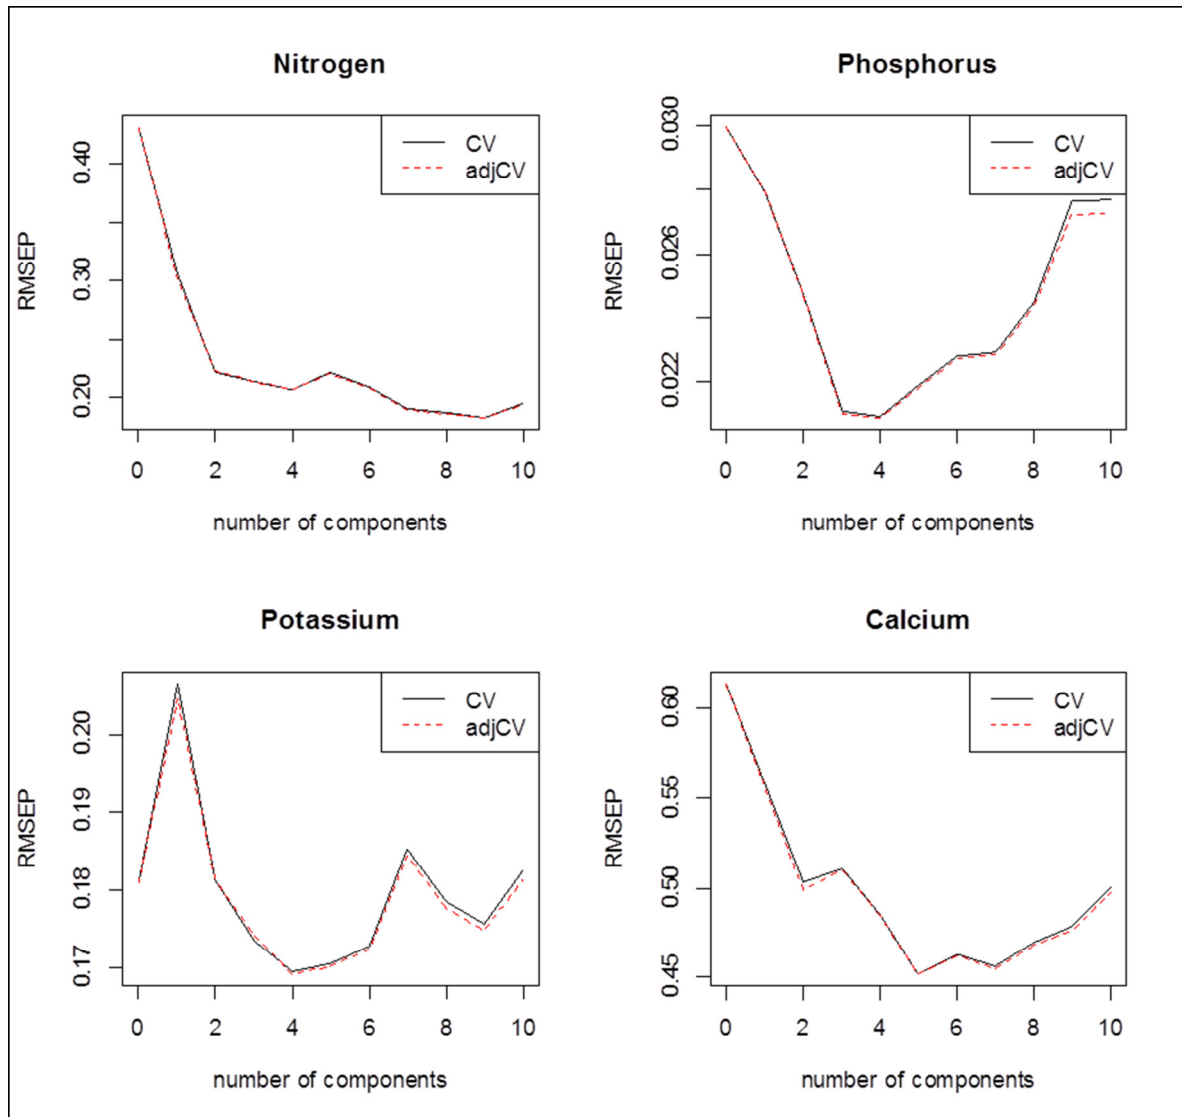 Nitrogen
CV
adjCV
RMSEP
0.40
0.30
0.20
0 2 4 6 8 10
number of components
Phosphorus
CV
adjCV
RMSEP
0.030
0.026
0.022
0 2 4 6 8 10
number of components
Potassium
CV
adjCV
RMSEP
0.20
0.19
0.18
0.17
0 2 4 6 8 10
number of components
Calcium
CV
adjCV
RMSEP
0.60
0.55
0.50
0.45
0 2 4 6 8 10
number of components